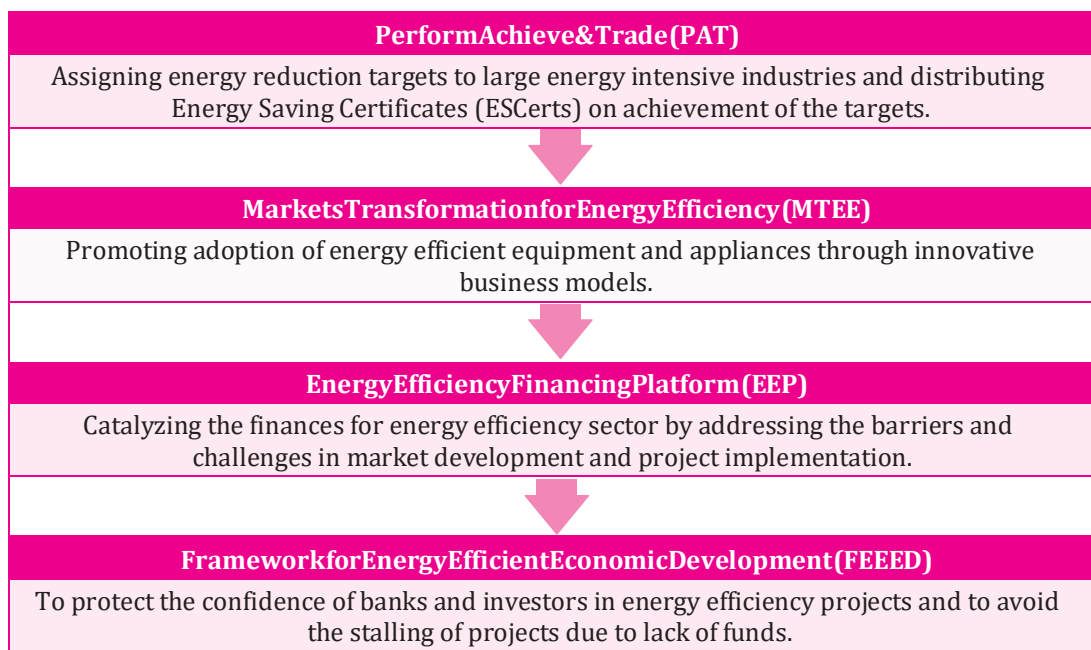 PerformAchieve&Trade(PAT)
Assigning energy reduction targets to large energy intensive industries and distributing
Energy Saving Certificates (ESCerts) on achievement of the targets.
MarketsTransformationforEnergyEfficiency(MTEE)
Promoting adoption of energy efficient equipment and appliances through innovative
business models.
EnergyEfficiencyFinancingPlatform(EEP)
Catalyzing the finances for energy efficiency sector by addressing the barriers and
challenges in market development and project implementation.
FrameworkforEnergyEfficientEconomicDevelopment(FEEED)
To protect the confidence of banks and investors in energy efficiency projects and to avoid
the stalling of projects due to lack of funds.